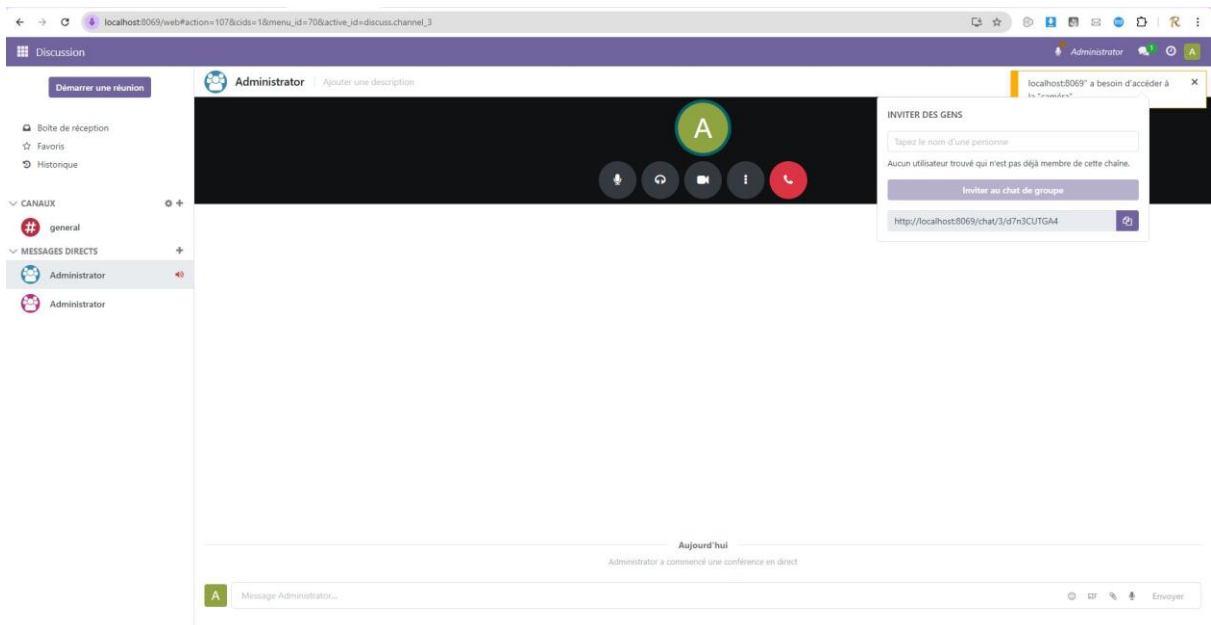 localhost:8069/web#action=107&cids=1&menu_id=70&active_id=discuss.channel_3
R
Discussion
Administrator
1
A
Démarrer une réunion
Boîte de réception
Favoris
Historique
CANAUX
general
MESSAGES DIRECTS
Administrator
Administrator
Administrator
Ajouter une description
localhost:8069" a besoin d'accéder à
la "caméra"
A
INVITER DES GENS
Tapez le nom d'une personne
Aucun utilisateur trouvé qui n'est pas déjà membre de cette chaîne.
Inviter au chat de groupe
http://localhost:8069/chat/3/d7n3CUTGA4
Aujourd'hui
Administrator a commencé une conférence en direct
A
Message Administrator...
GIF
Envoyer